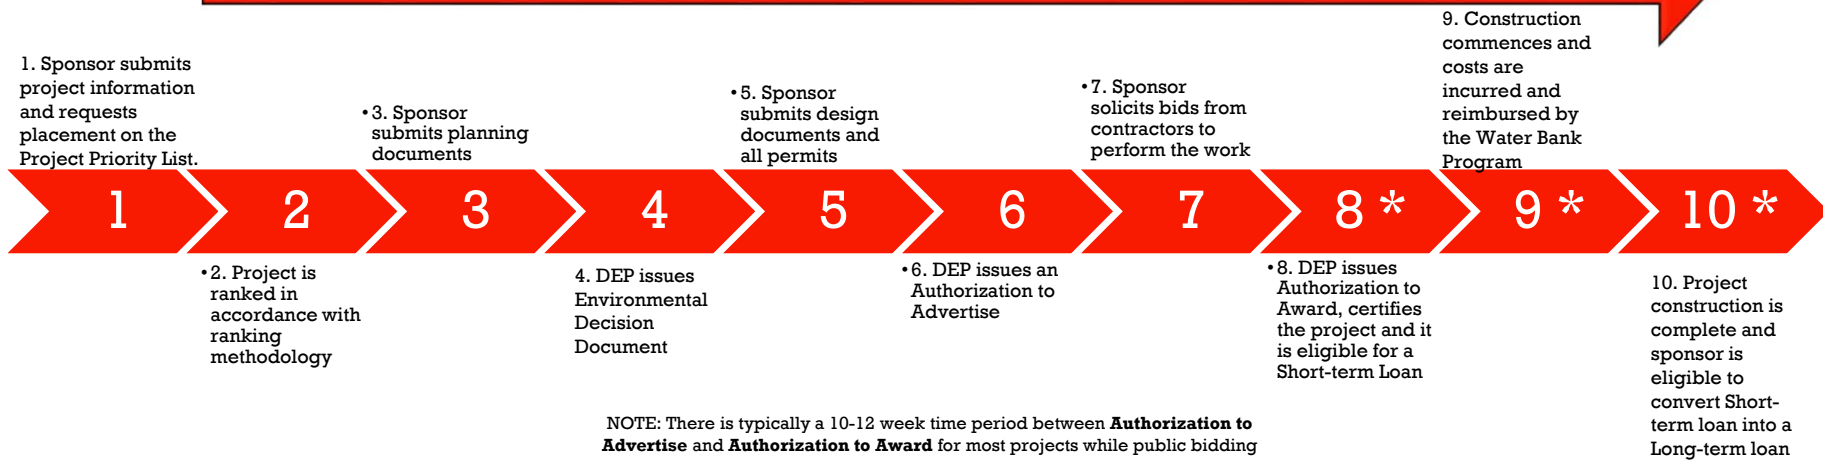 1. Sponsor submits
project information
and requests
placement on the
Project Priority List.
•3. Sponsor
submits planning
documents
•5. Sponsor
submits design
documents and
all permits
•7. Sponsor
solicits bids from
contractors to
perform the work
9. Construction
commences and
costs are
incurred and
reimbursed by
the Water Bank
Program
1
2
3
4
5
6
7
8 *
9 *
10 *
•2. Project is
ranked in
accordance with
ranking
methodology
4. DEP issues
Environmental
Decision
Document
•6. DEP issues an
Authorization to
Advertise
•8. DEP issues
Authorization to
Award, certifies
the project and it
is eligible for a
Short-term Loan
10. Project
construction is
complete and
sponsor is
eligible to
convert Short-
term loan into a
Long-term loan
NOTE: There is typically a 10-12 week time period between Authorization to
Advertise and Authorization to Award for most projects while public bidding